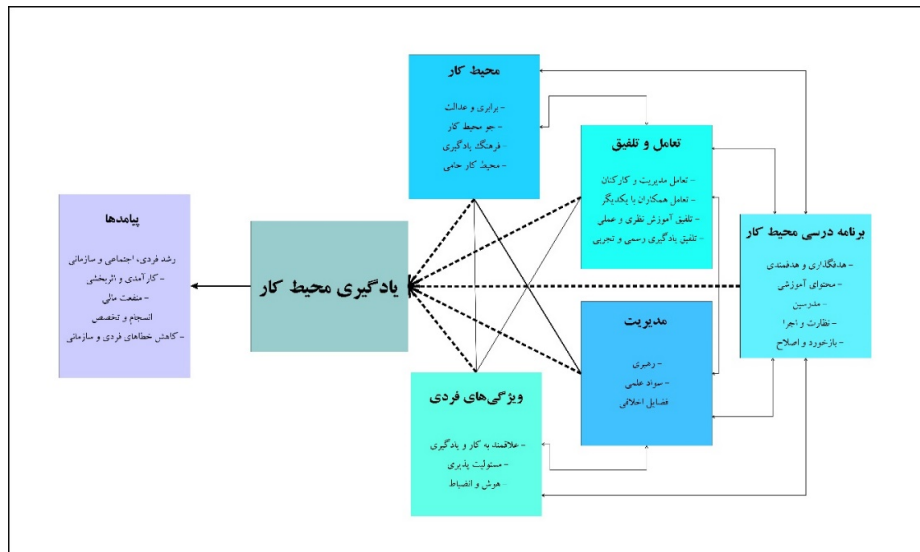 محیط کار
- برابری و عدالت
- جو محیط کار
- فرهنگ یادگیری
- محیط کار حامی
تعامل و تلفیق
- تعامل مدیریت و کارکنان
- تعامل همکاران با یکدیگر
- تلفیق آموزش نظری و عملی
- تلفیق یادگیری رسمی و تجربی
برنامه درسی محیط کار
- هدفگذاری و هدفمندی
- محتوای آموزشی
- مدرسین
- نظارت و اجرا
- بازخورد و اصلاح
مدیریت
- رهبری
- سواد علمی
فضایل اخلاقی
ویژگی‌های فردی
- علاقمند به کار و یادگیری
- مسئولیت پذیری
- هوش و انضباط
یادگیری محیط کار
پیامدها
رشد فردی، اجتماعی و سازمانی
- کارآمدی و اثربخشی
- منفعت مالی
انسجام و تخصص
- کاهش خطاهای فردی و سازمانی